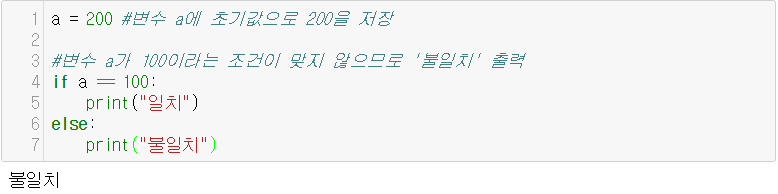 1 a = 200 #변수 a에 초기값으로 200을 저장
2
3 #변수 a가 100이라는 조건이 맞지 않으므로 '불일치' 출력
4 if a == 100:
5     print("일치")
6 else:
7     print("불일치")
불일치